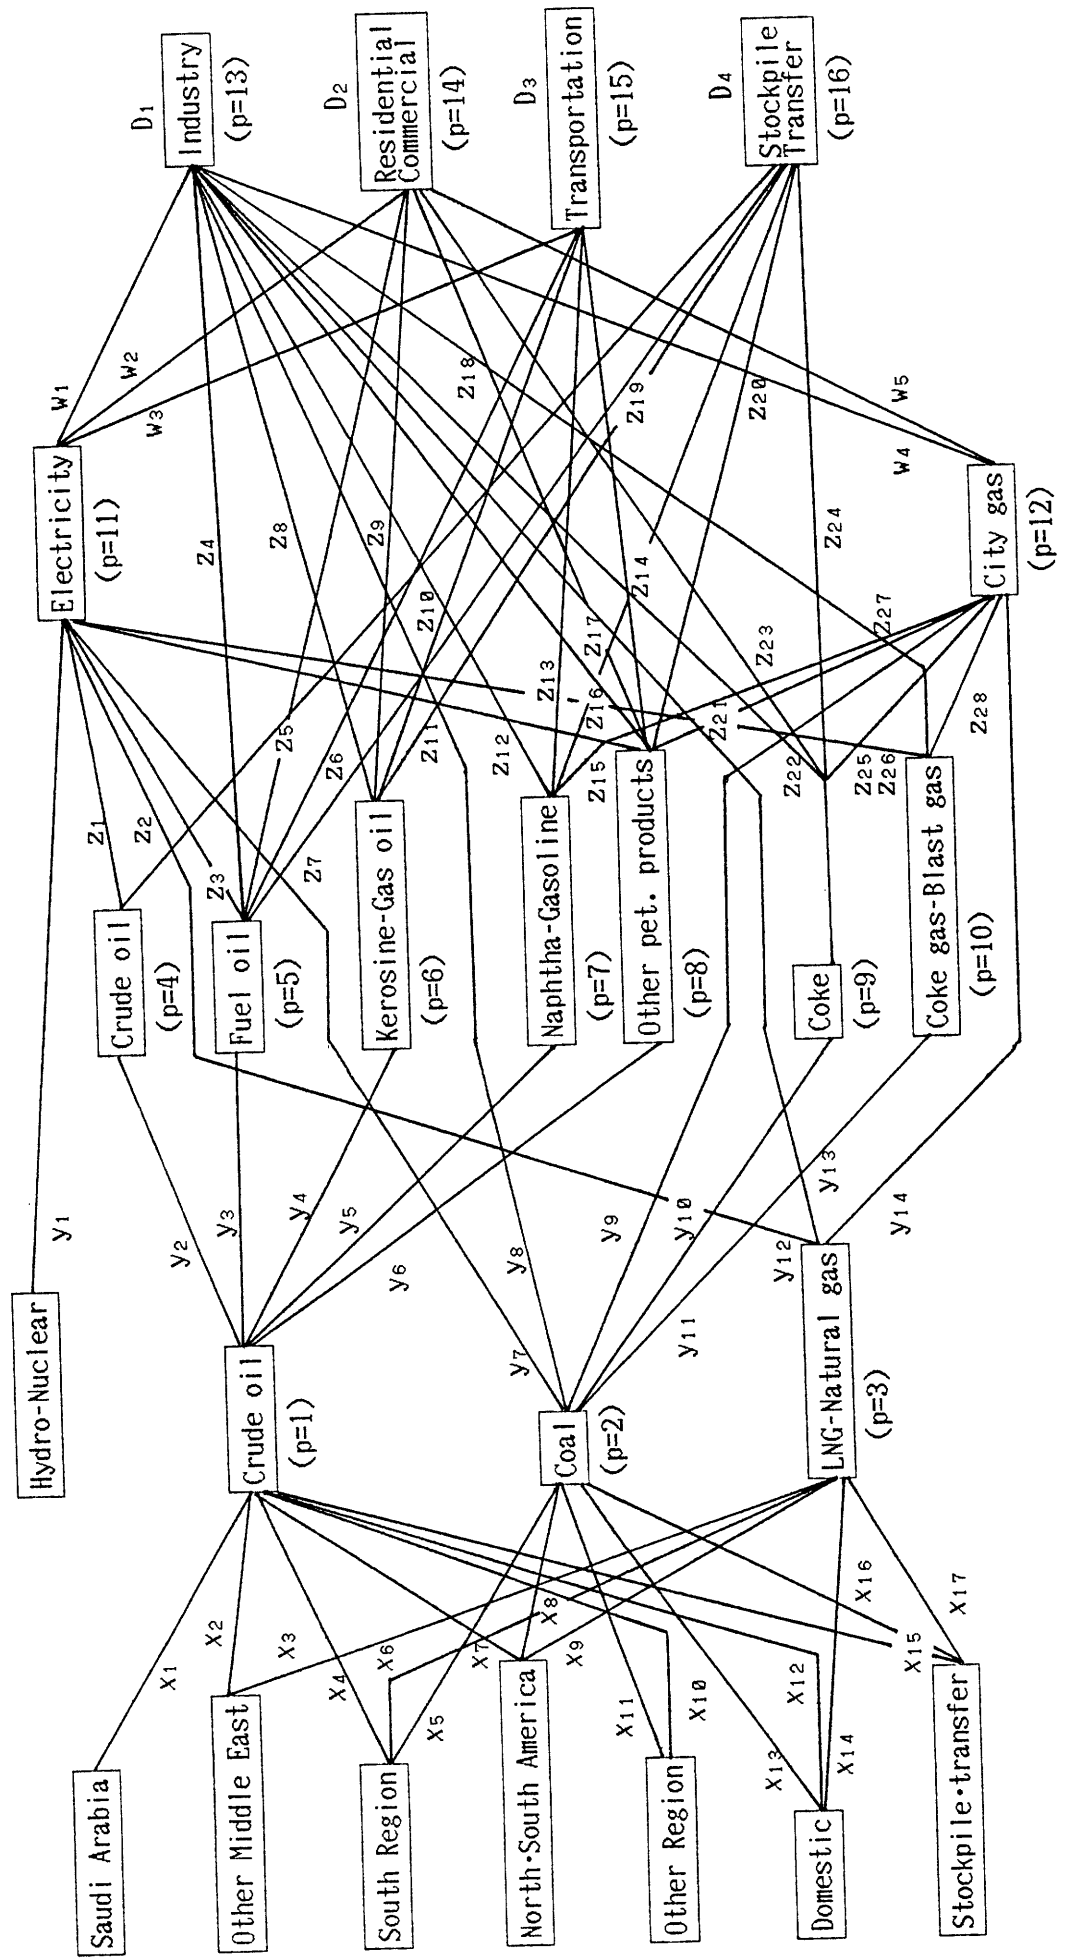 Saudi Arabia
Other Middle East
South Region
North·South America
Other Region
Domestic
Stockpile·transfer
X1
X2
X3
X4
X5
X6
X7
X8
X9
X10
X11
X12
X13
X14
X15
X16
X17
Hydro-Nuclear
Crude oil
(p=1)
Coal
(p=2)
LNG-Natural gas
(p=3)
y1
y2
y3
y4
y5
y6
y7
y8
y9
y10
y11
y12
y13
y14
Crude oil
(p=4)
Fuel oil
(p=5)
Kerosine-Gas oil
(p=6)
Naphtha-Gasoline
(p=7)
Other pet. products
(p=8)
Coke
(p=9)
Coke gas-Blast gas
(p=10)
Z1
Z2
Z3
Z4
Z5
Z6
Z7
Z8
Z9
Z10
Z11
Z12
Z13
Z14
Z15
Z16
Z17
Z18
Z19
Z20
Z21
Z22
Z23
Z24
Z25
Z26
Z27
Z28
Electricity
(p=11)
City gas
(p=12)
W1
W2
W3
W4
W5
D1
Industry
(p=13)
D2
Residential
Commercial
(p=14)
D3
Transportation
(p=15)
D4
Stockpile
Transfer
(p=16)